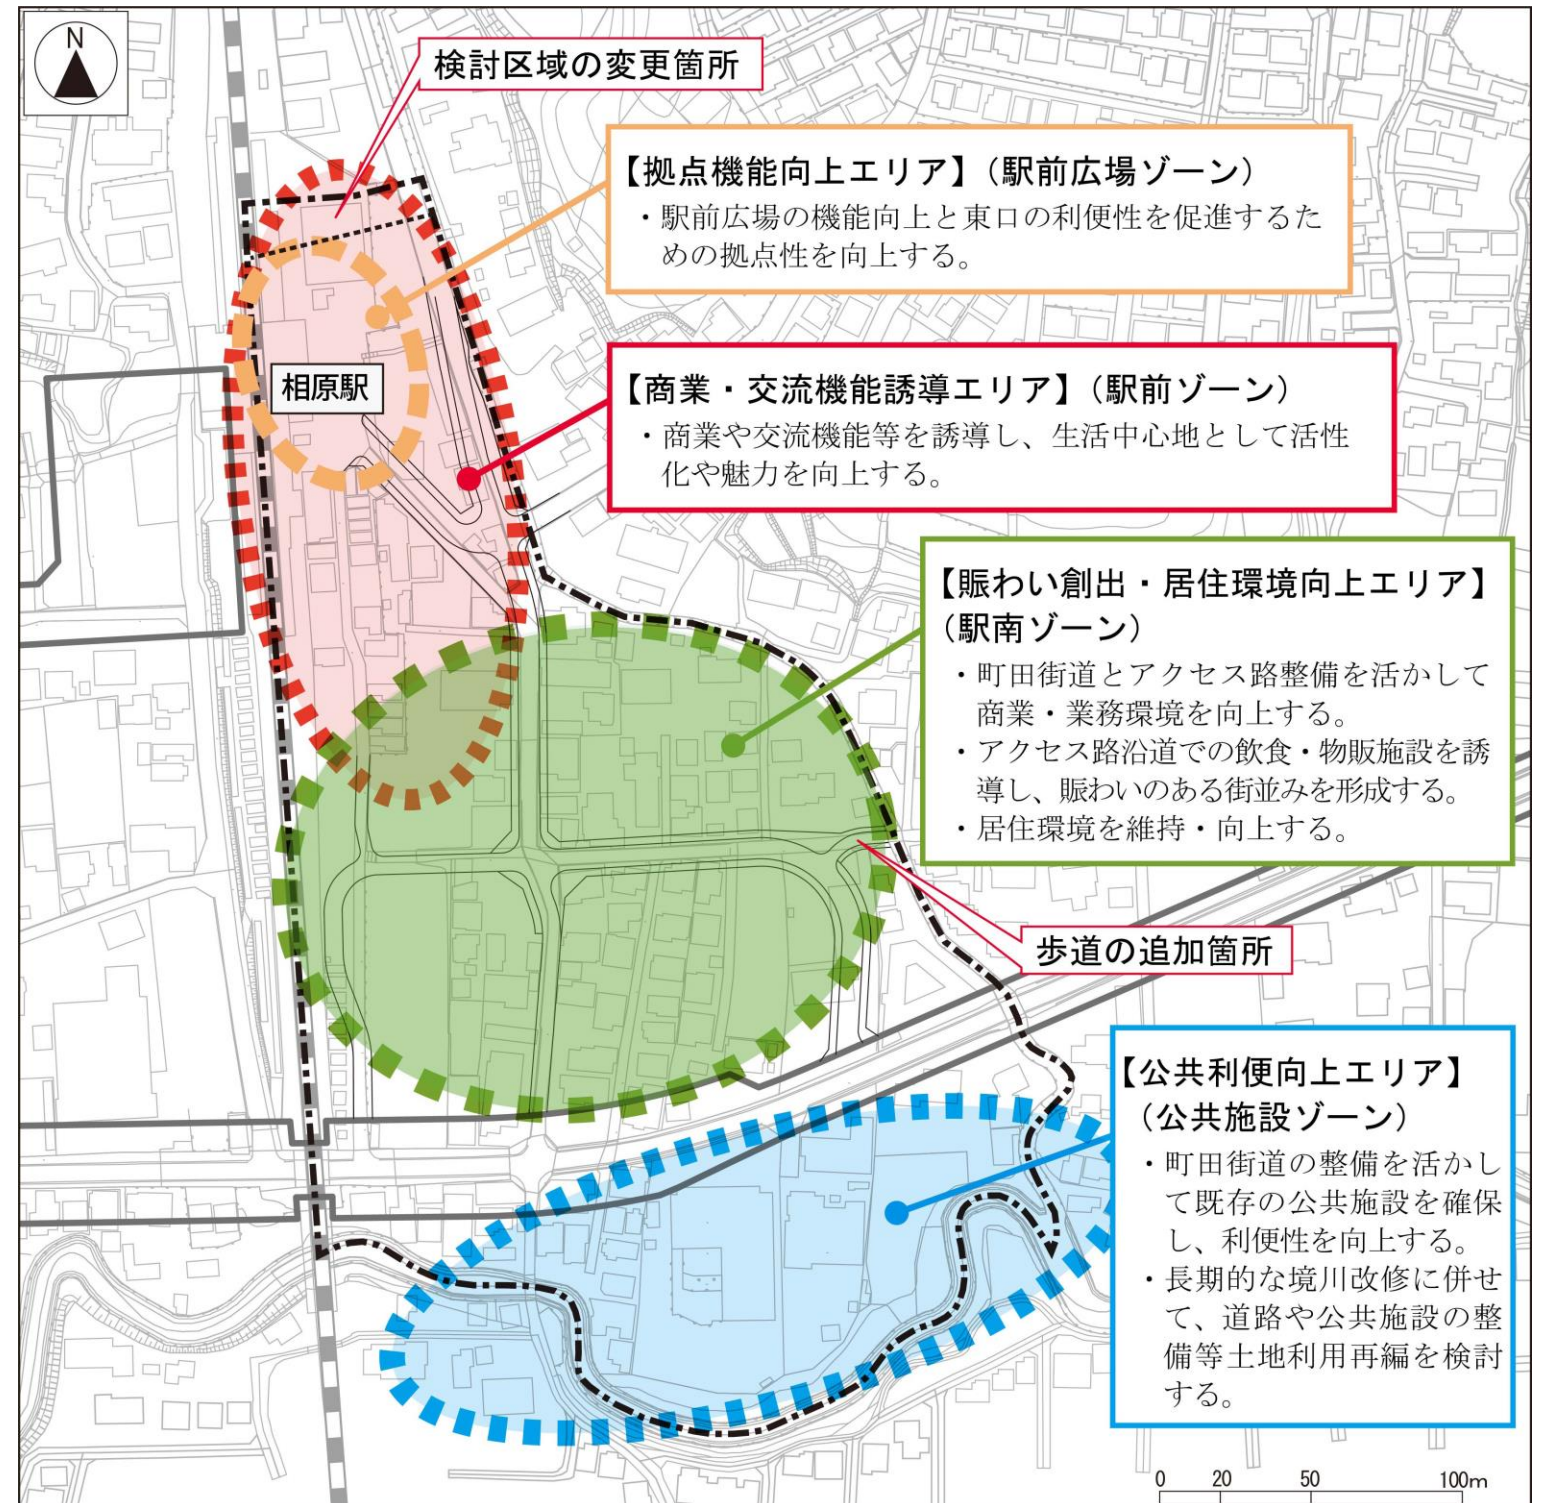 N
検討区域の変更箇所
【拠点機能向上エリア】（駅前広場ゾーン）
・駅前広場の機能向上と東口の利便性を促進するた
めの拠点性を向上する。
相原駅
【商業・交流機能誘導エリア】（駅前ゾーン）
・商業や交流機能等を誘導し、生活中心地として活性
化や魅力を向上する。
【賑わい創出・居住環境向上エリア】
（駅南ゾーン）
・町田街道とアクセス路整備を活かして
商業・業務環境を向上する。
・アクセス路沿道での飲食・物販施設を誘
導し、賑わいのある街並みを形成する。
・居住環境を維持・向上する。
歩道の追加箇所
【公共利便向上エリア】
（公共施設ゾーン）
・町田街道の整備を活かし
て既存の公共施設を確保
し、利便性を向上する。
・長期的な境川改修に併せ
て、道路や公共施設の整
備等土地利用再編を検討
する。
0 20 50 100m